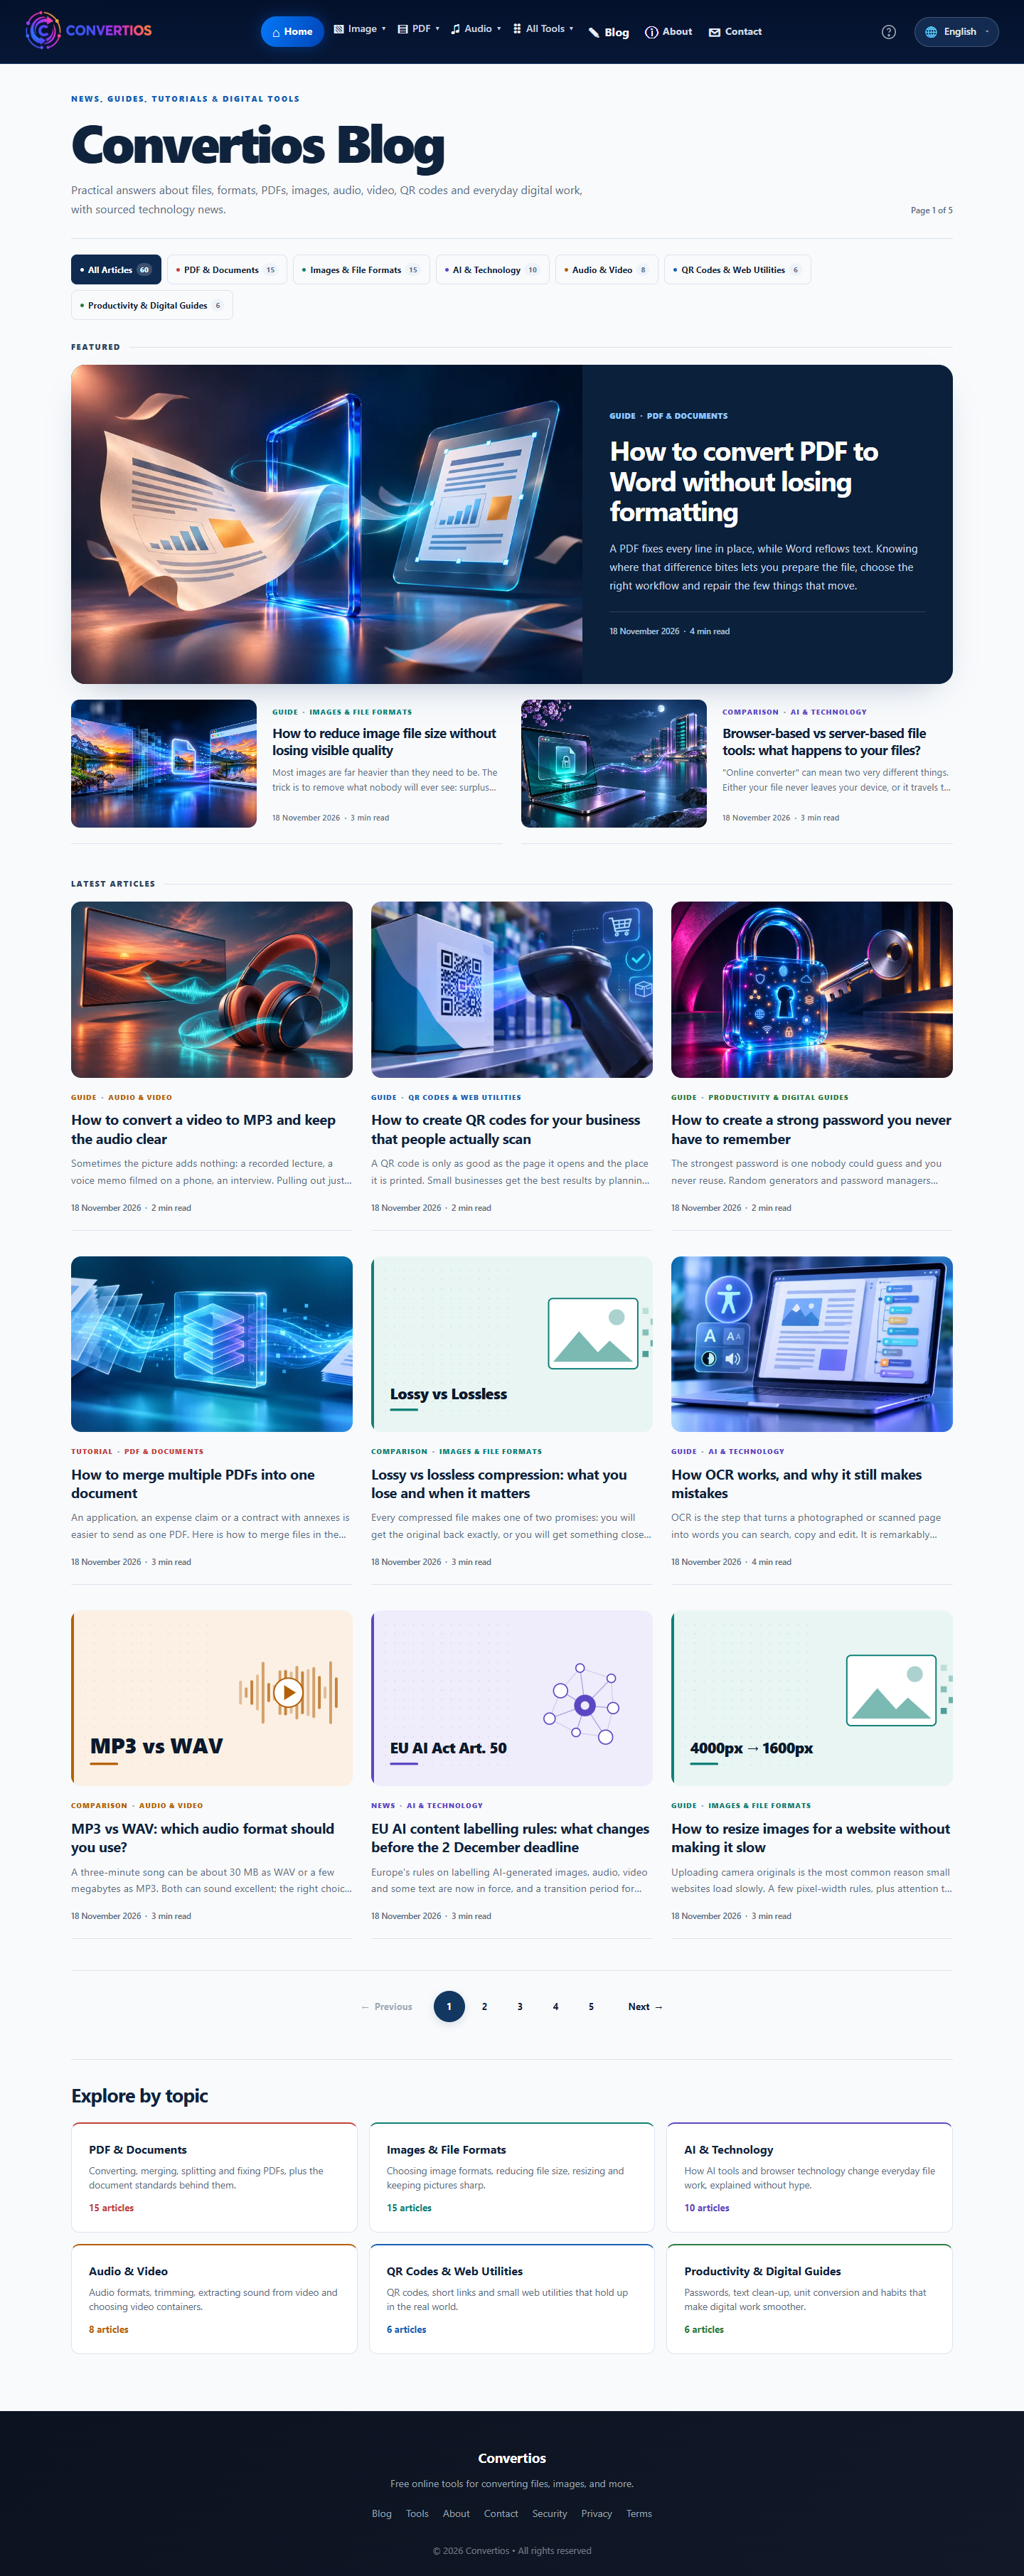 CONVERTIOS
Home
Image
PDF
Audio
All Tools
Blog
About
Contact
English
NEWS, GUIDES, TUTORIALS & DIGITAL TOOLS
Convertios Blog
Practical answers about files, formats, PDFs, images, audio, video, QR codes and everyday digital work,
with sourced technology news.
Page 1 of 5
All Articles 60
PDF & Documents 15
Images & File Formats 15
AI & Technology 10
Audio & Video 8
QR Codes & Web Utilities 6
Productivity & Digital Guides 6
FEATURED
GUIDE · PDF & DOCUMENTS
How to convert PDF to
Word without losing
formatting
A PDF fixes every line in place, while Word reflows text. Knowing
where that difference bites lets you prepare the file, choose the
right workflow and repair the few things that move.
18 November 2026 · 4 min read
GUIDE · IMAGES & FILE FORMATS
How to reduce image file size without
losing visible quality
Most images are far heavier than they need to be. The
trick is to remove what nobody will ever see: surplus...
18 November 2026 · 3 min read
COMPARISON · AI & TECHNOLOGY
Browser-based vs server-based file
tools: what happens to your files?
"Online converter" can mean two very different things.
Either your file never leaves your device, or it travels t...
18 November 2026 · 3 min read
LATEST ARTICLES
GUIDE · AUDIO & VIDEO
How to convert a video to MP3 and keep
the audio clear
Sometimes the picture adds nothing: a recorded lecture, a
voice memo filmed on a phone, an interview. Pulling out just...
18 November 2026 · 2 min read
GUIDE · QR CODES & WEB UTILITIES
How to create QR codes for your business
that people actually scan
A QR code is only as good as the page it opens and the place
it is printed. Small businesses get the best results by plannin...
18 November 2026 · 2 min read
GUIDE · PRODUCTIVITY & DIGITAL GUIDES
How to create a strong password you never
have to remember
The strongest password is one nobody could guess and you
never reuse. Random generators and password managers...
18 November 2026 · 2 min read
TUTORIAL · PDF & DOCUMENTS
How to merge multiple PDFs into one
document
An application, an expense claim or a contract with annexes is
easier to send as one PDF. Here is how to merge files in the...
18 November 2026 · 3 min read
Lossy vs Lossless
COMPARISON · IMAGES & FILE FORMATS
Lossy vs lossless compression: what you
lose and when it matters
Every compressed file makes one of two promises: you will
get the original back exactly, or you will get something close...
18 November 2026 · 3 min read
A AA
GUIDE · AI & TECHNOLOGY
How OCR works, and why it still makes
mistakes
OCR is the step that turns a photographed or scanned page
into words you can search, copy and edit. It is remarkably...
18 November 2026 · 4 min read
MP3 vs WAV
COMPARISON · AUDIO & VIDEO
MP3 vs WAV: which audio format should
you use?
A three-minute song can be about 30 MB as WAV or a few
megabytes as MP3. Both can sound excellent; the right choic...
18 November 2026 · 3 min read
EU AI Act Art. 50
NEWS · AI & TECHNOLOGY
EU AI content labelling rules: what changes
before the 2 December deadline
Europe's rules on labelling AI-generated images, audio, video
and some text are now in force, and a transition period for...
18 November 2026 · 3 min read
4000px → 1600px
GUIDE · IMAGES & FILE FORMATS
How to resize images for a website without
making it slow
Uploading camera originals is the most common reason small
websites load slowly. A few pixel-width rules, plus attention t...
18 November 2026 · 3 min read
← Previous 1 2 3 4 5 Next →
Explore by topic
PDF & Documents
Converting, merging, splitting and fixing PDFs, plus the
document standards behind them.
15 articles
Images & File Formats
Choosing image formats, reducing file size, resizing and
keeping pictures sharp.
15 articles
AI & Technology
How AI tools and browser technology change everyday file
work, explained without hype.
10 articles
Audio & Video
Audio formats, trimming, extracting sound from video and
choosing video containers.
8 articles
QR Codes & Web Utilities
QR codes, short links and small web utilities that hold up
in the real world.
6 articles
Productivity & Digital Guides
Passwords, text clean-up, unit conversion and habits that
make digital work smoother.
6 articles
Convertios
Free online tools for converting files, images, and more.
Blog Tools About Contact Security Privacy Terms
© 2026 Convertios • All rights reserved